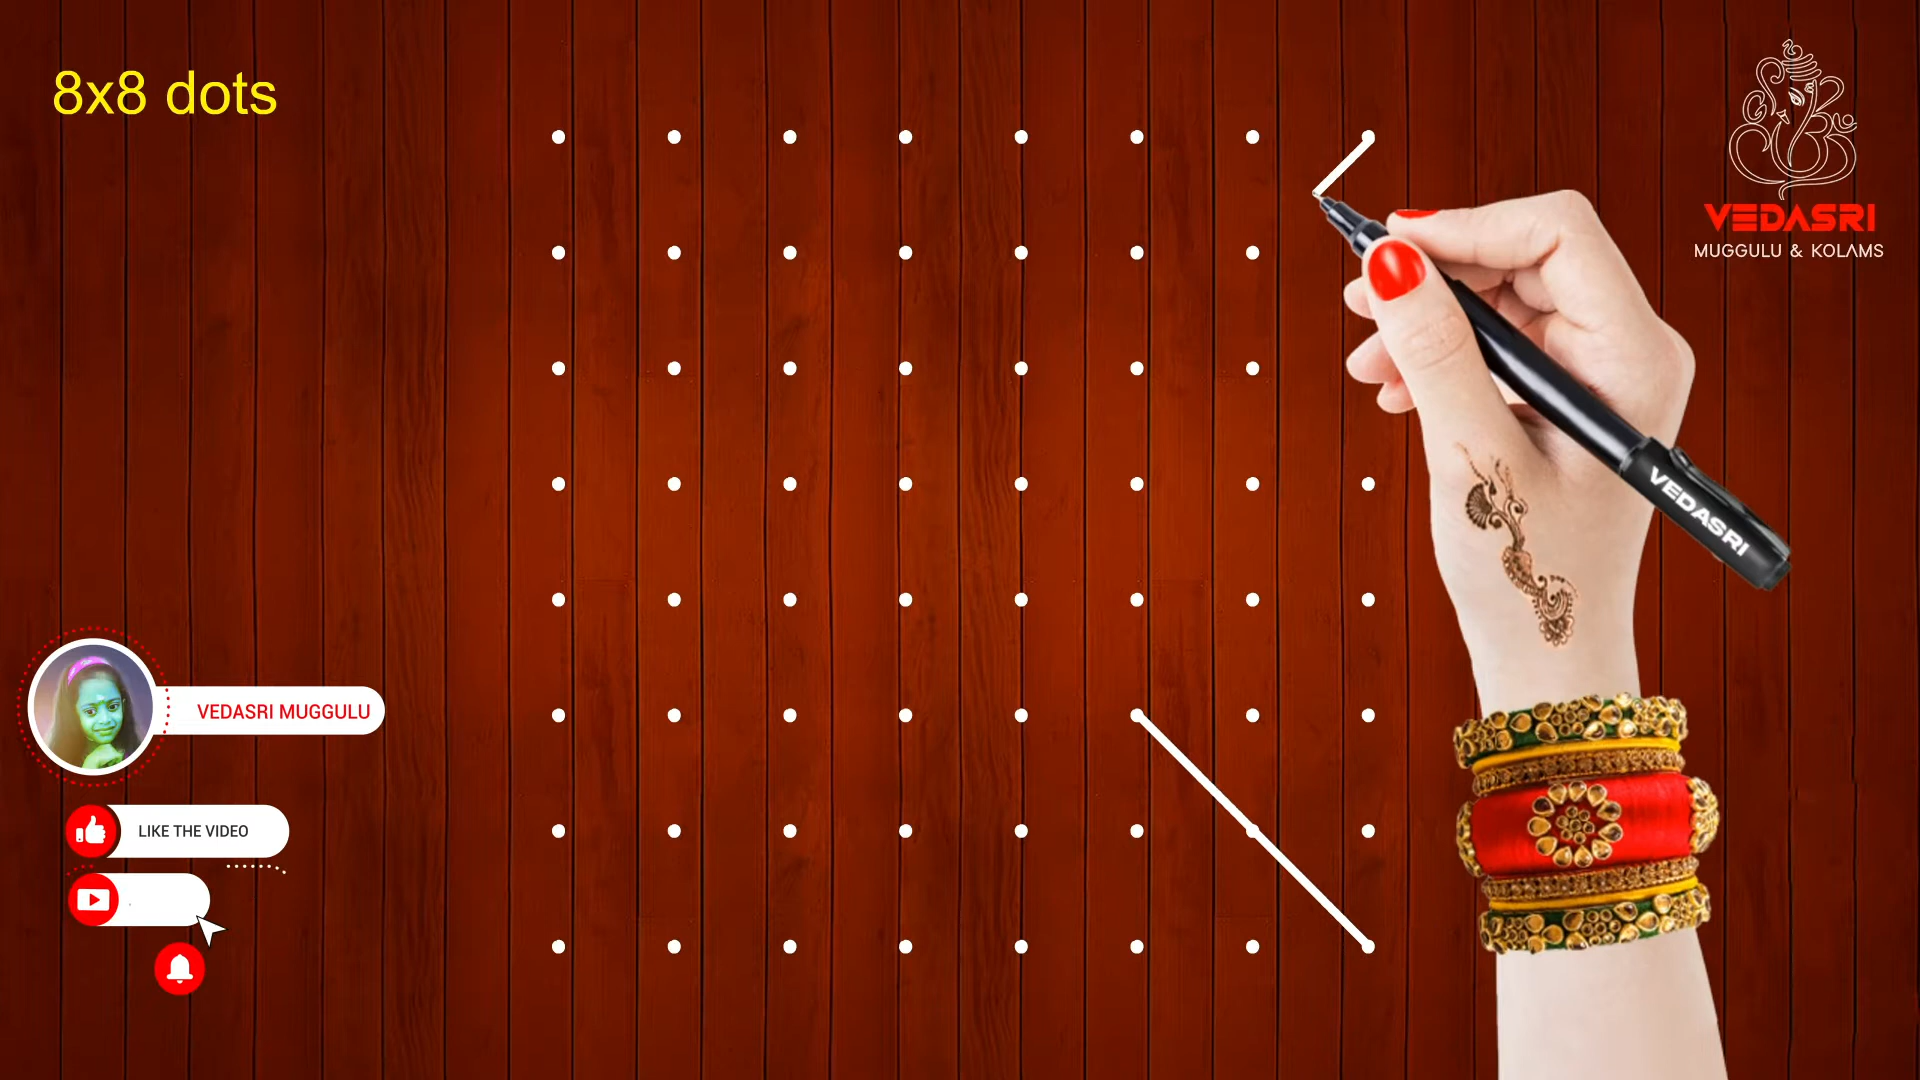 8x8 dots
VEDASRI
MUGGULU & KOLAMS
VEDASRI
VEDASRI MUGGULU
LIKE THE VIDEO